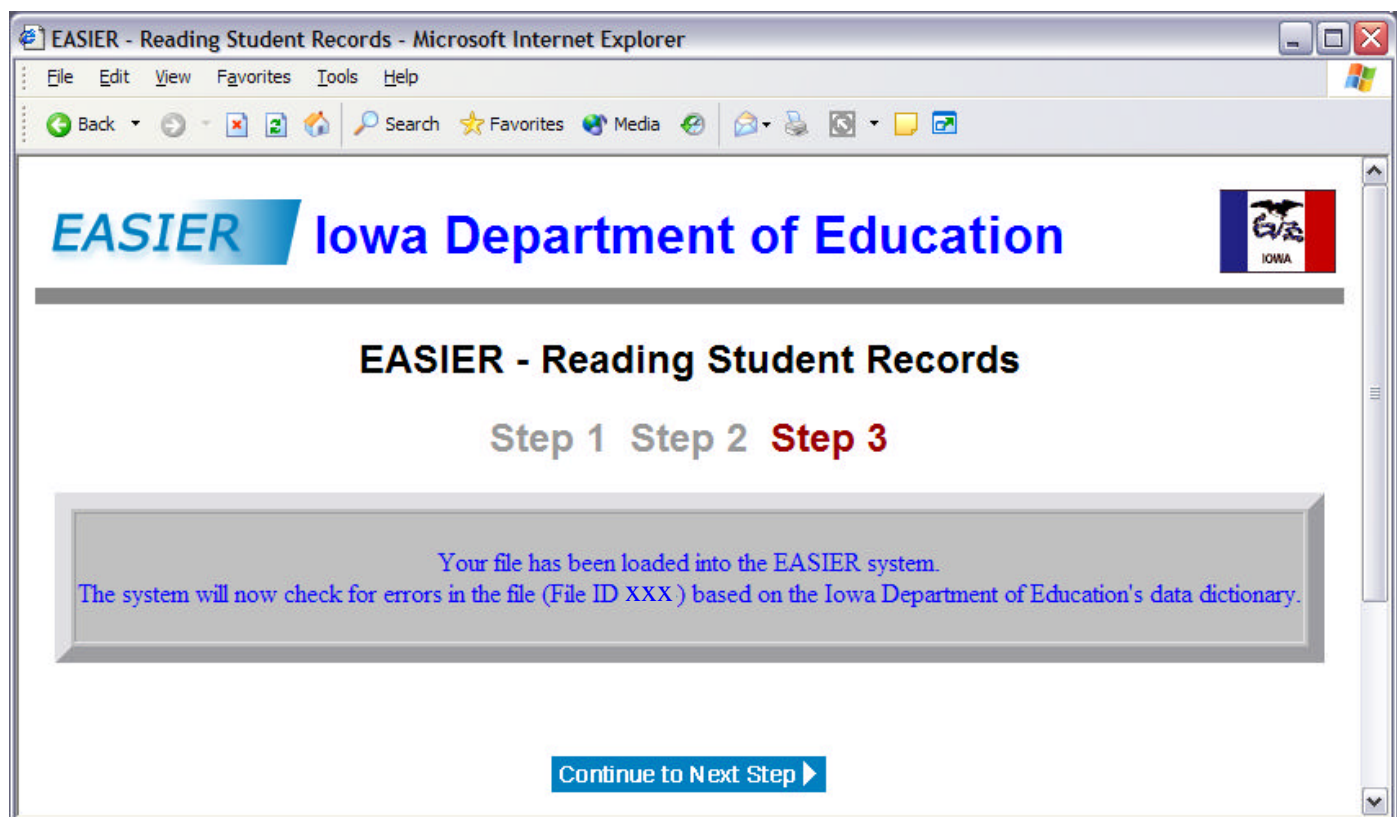 EASIER - Reading Student Records - Microsoft Internet Explorer
File Edit View Favorites Tools Help
Back Search Favorites Media
EASIER Iowa Department of Education
IOWA
EASIER - Reading Student Records
Step 1 Step 2 Step 3
Your file has been loaded into the EASIER system.
The system will now check for errors in the file (File ID XXX ) based on the Iowa Department of Education's data dictionary.
Continue to Next Step